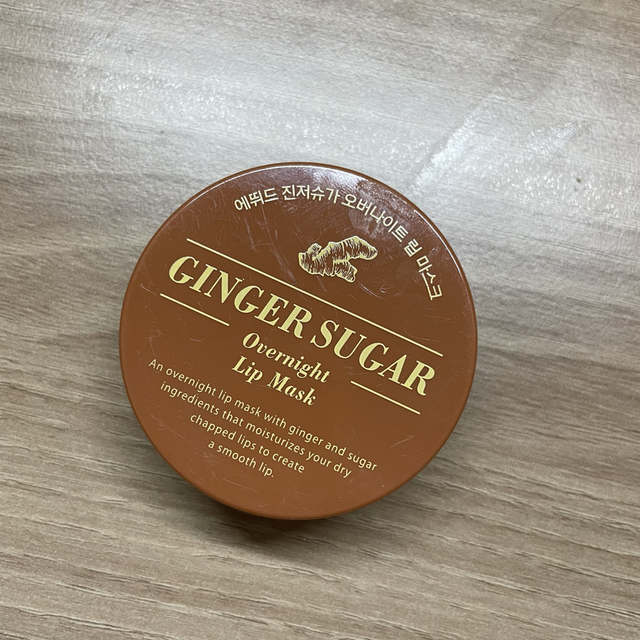 에뛰드 진저슈가 오버나이트 립 마스크
GINGER SUGAR
Overnight
Lip Mask
An overnight lip mask with ginger and sugar
ingredients that moisturizes your dry
chapped lips to create
a smooth lip.